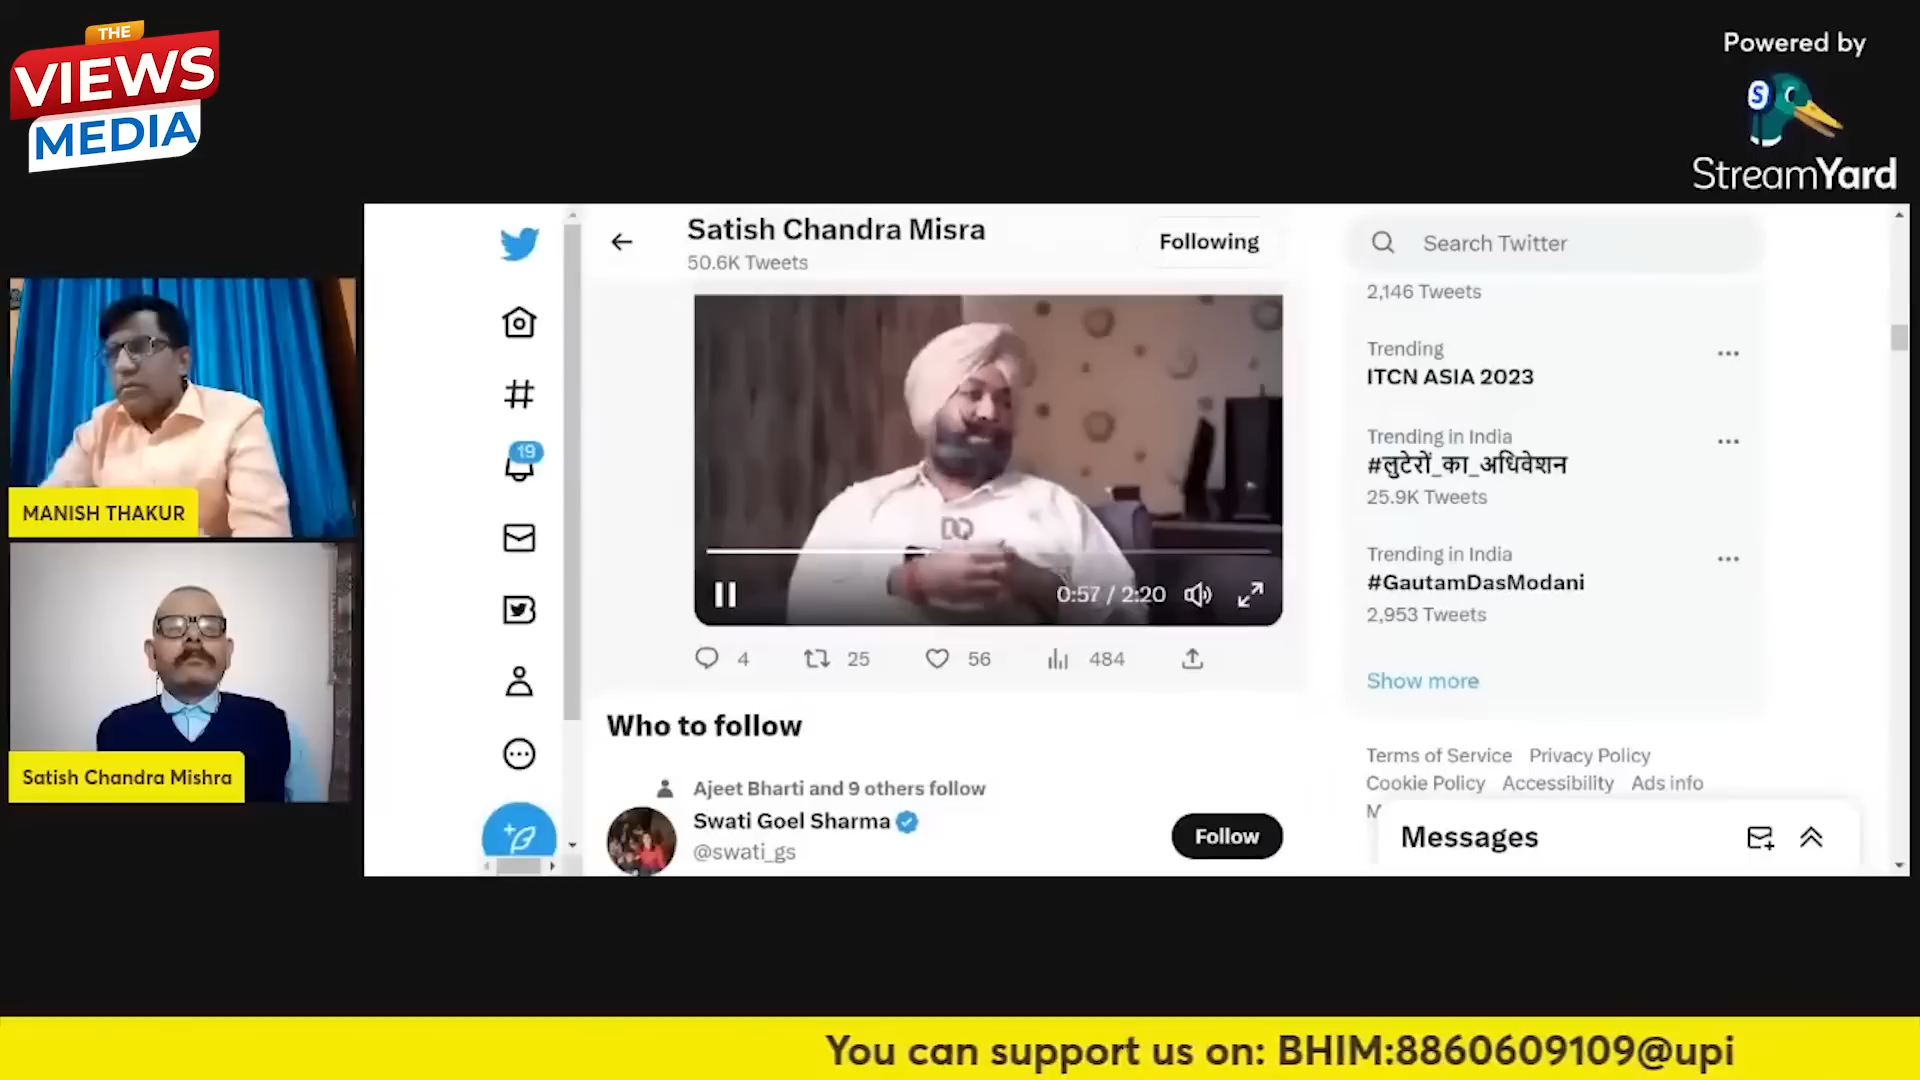 THE
VIEWS
MEDIA
Powered by
StreamYard
MANISH THAKUR
Satish Chandra Mishra
Satish Chandra Misra
50.6K Tweets
Following
19
DQ
0:57 / 2:20
4
25
56
484
Who to follow
Ajeet Bharti and 9 others follow
Swati Goel Sharma
@swati_gs
Follow
Search Twitter
2,146 Tweets
Trending
ITCN ASIA 2023
Trending in India
#लुटेरों_का_अधिवेशन
25.9K Tweets
Trending in India
#GautamDasModani
2,953 Tweets
Show more
Terms of Service Privacy Policy
Cookie Policy Accessibility Ads info
Messages
You can support us on: BHIM:8860609109@upi